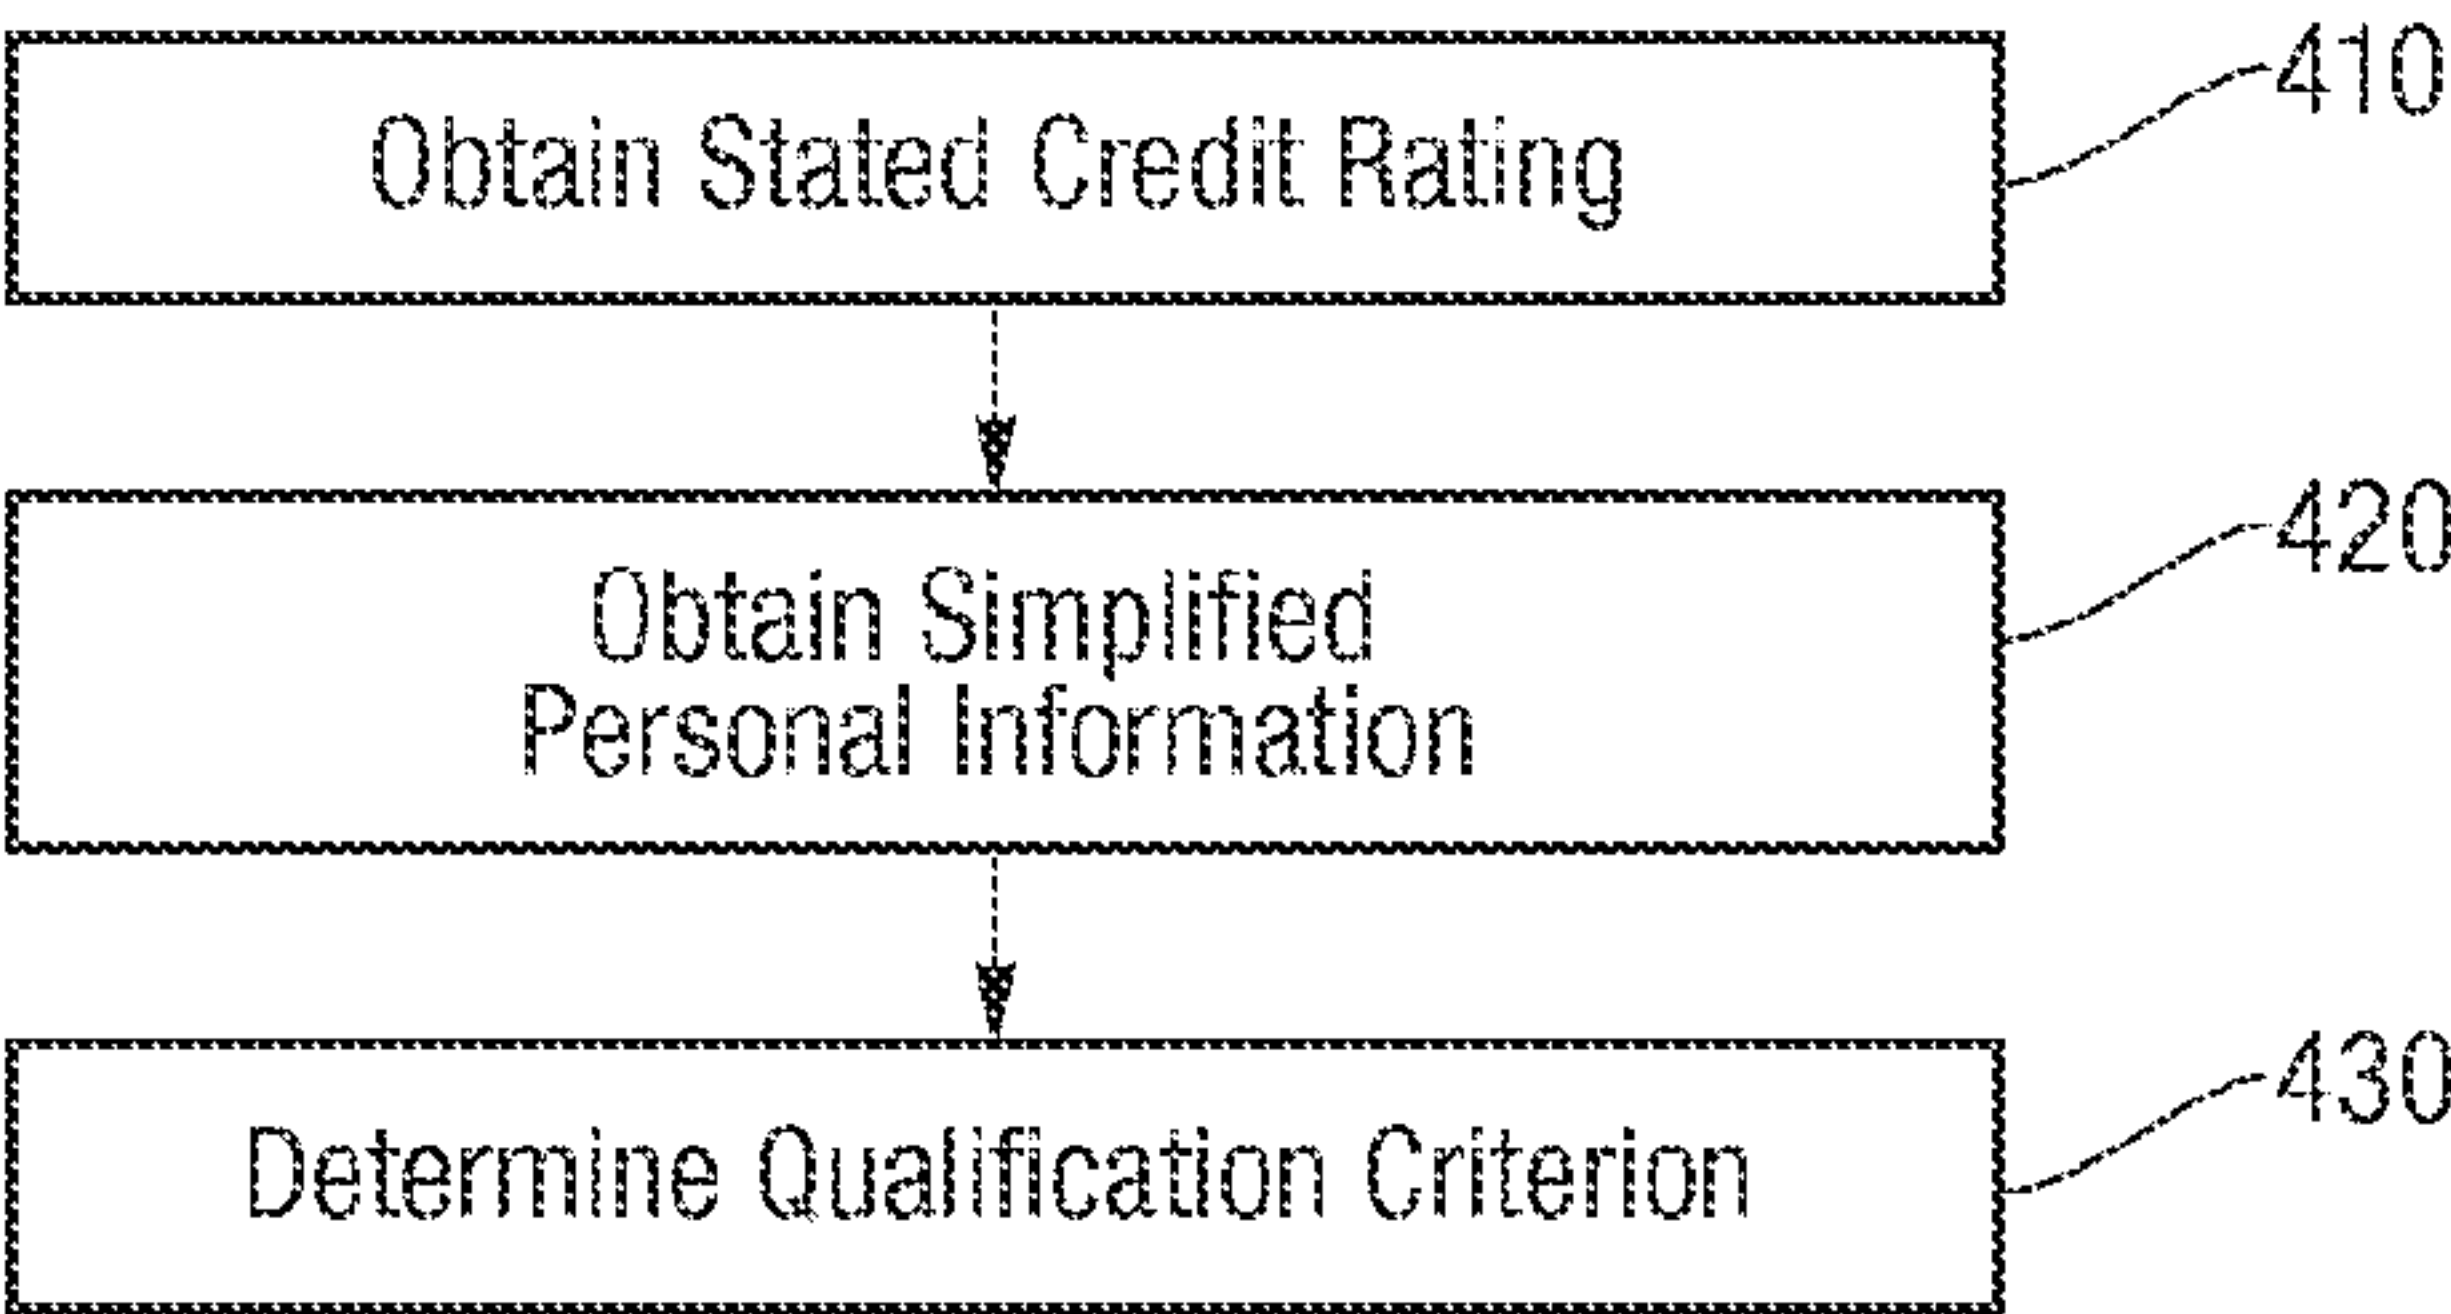 Obtain Stated Credit Rating
410
Obtain Simplified
Personal Information
420
Determine Qualification Criterion
430